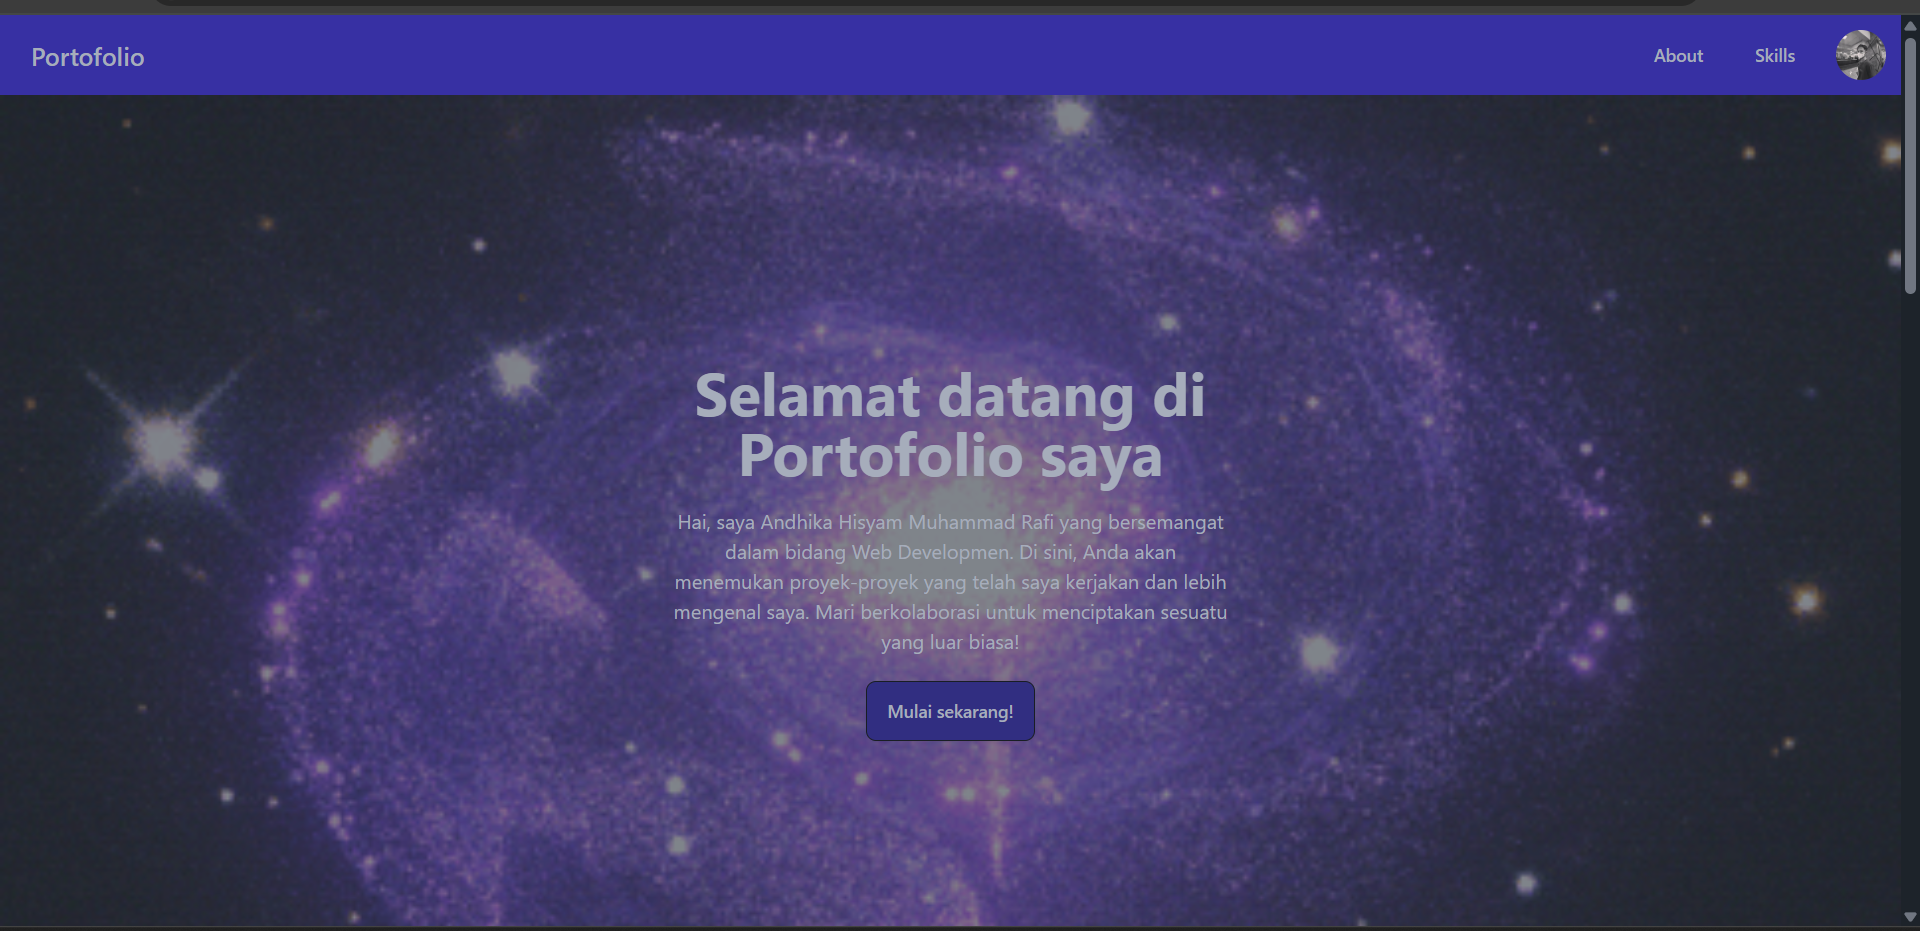 Portofolio
About
Skills
Selamat datang di
Portofolio saya
Hai, saya Andhika Hisyam Muhammad Rafi yang bersemangat
dalam bidang Web Developmen. Di sini, Anda akan
menemukan proyek-proyek yang telah saya kerjakan dan lebih
mengenal saya. Mari berkolaborasi untuk menciptakan sesuatu
yang luar biasa!
Mulai sekarang!